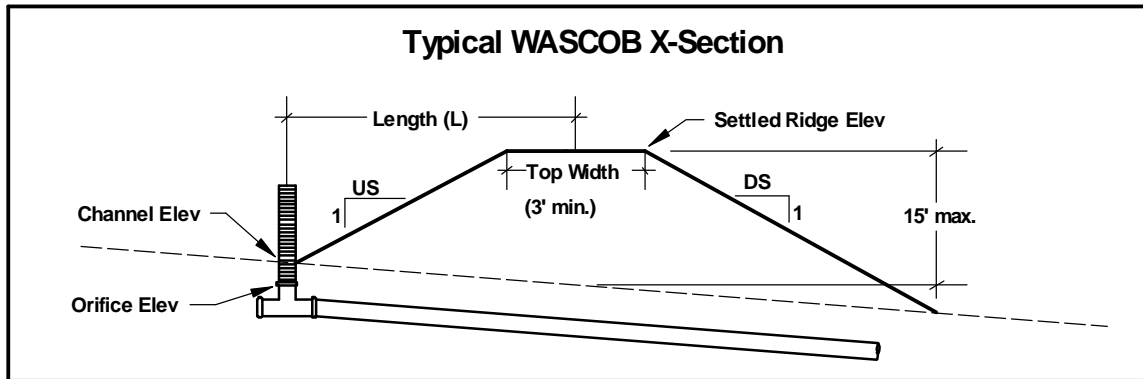 Typical WASCOB X-Section
Length (L)
Settled Ridge Elev
US
1
Top Width
(3' min.)
DS
1
15' max.
Channel Elev
Orifice Elev